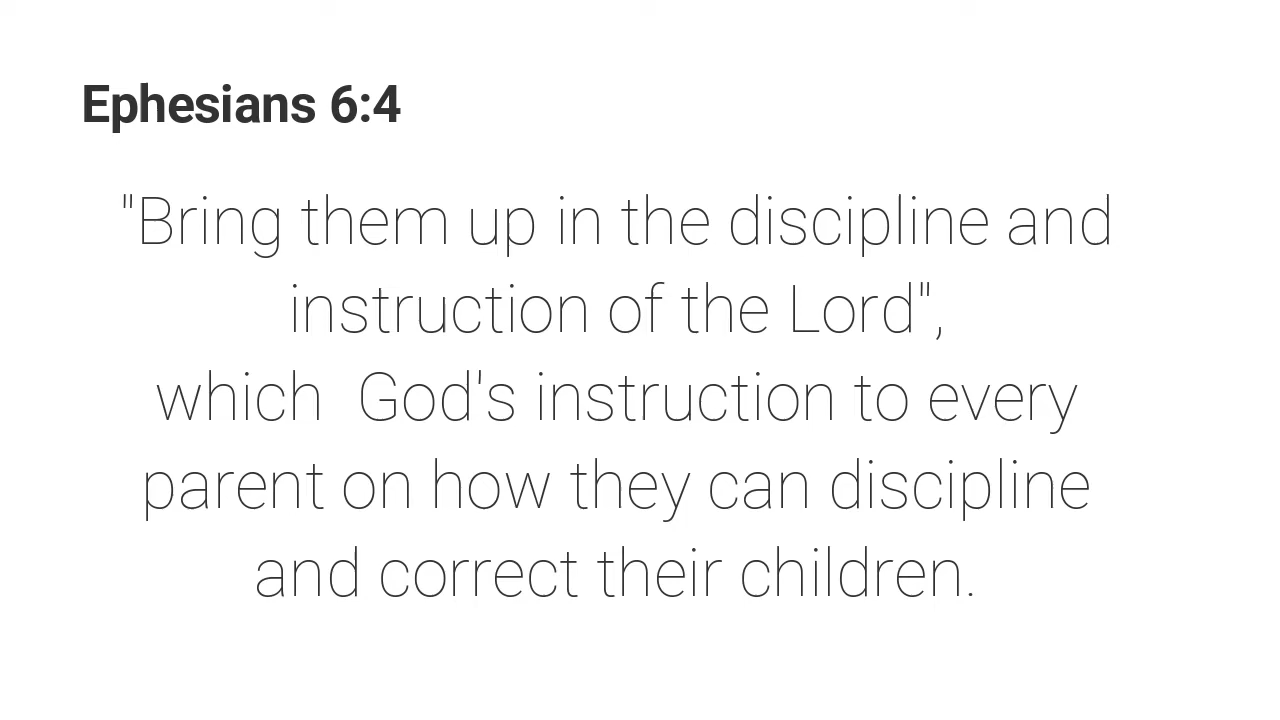 Ephesians 6:4
"Bring them up in the discipline and
instruction of the Lord",
which  God's instruction to every
parent on how they can discipline
and correct their children.